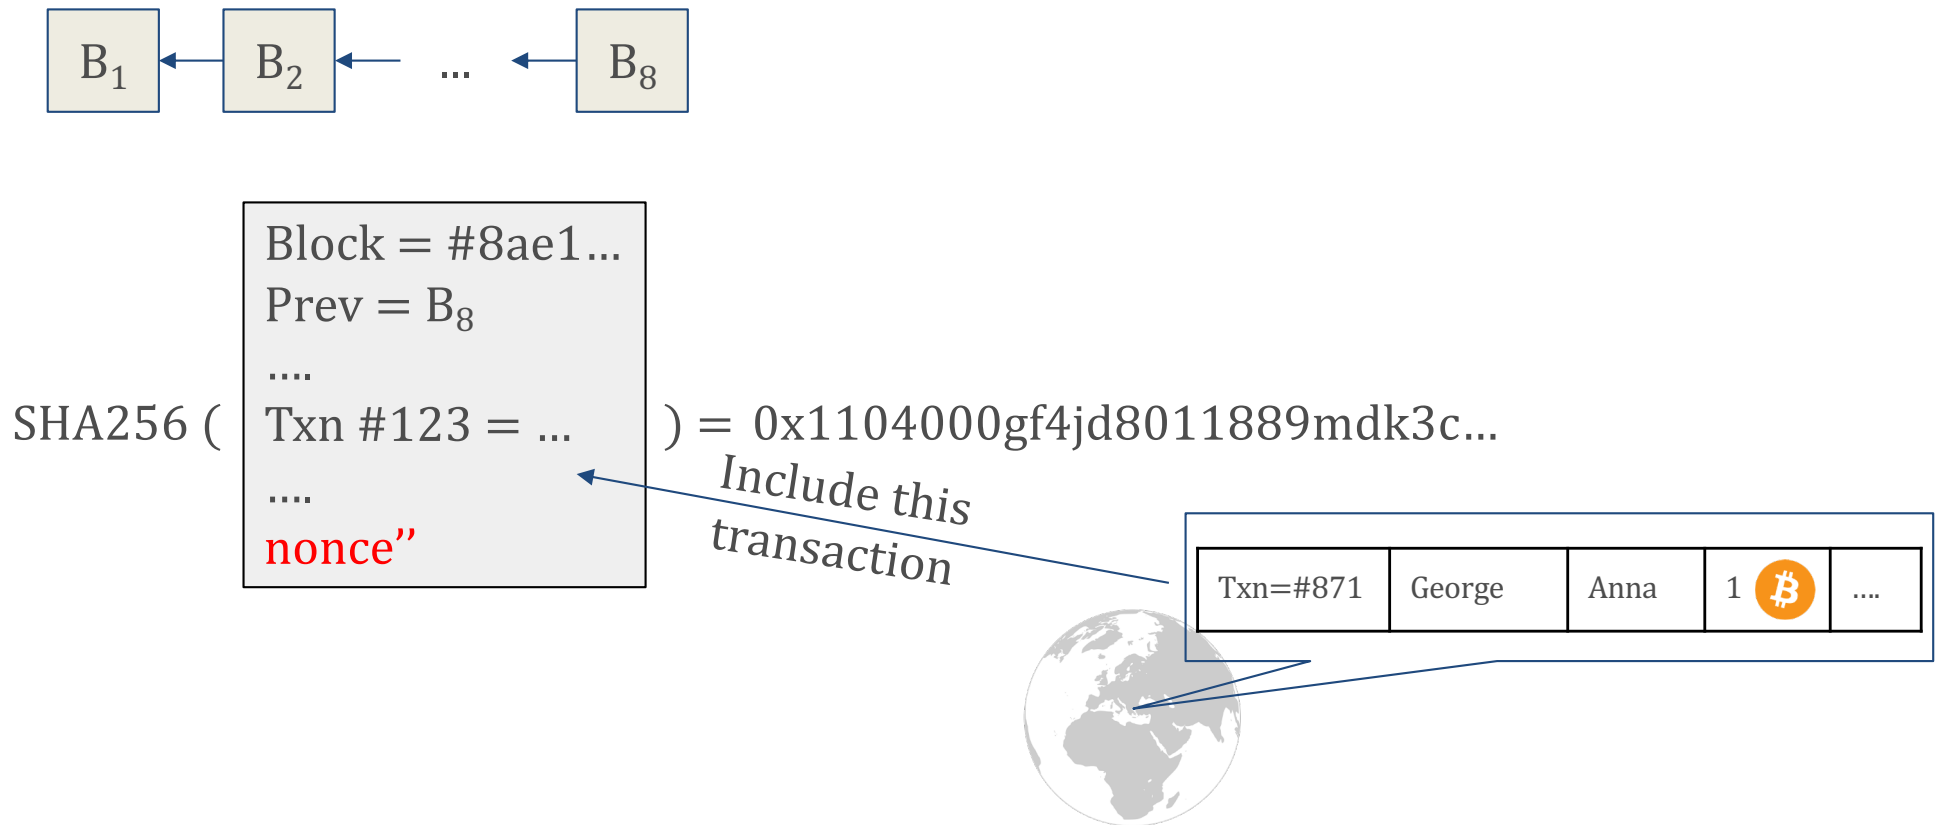 B₁ B₂ ... B₈
Block = #8ae1...
Prev = B₈
....
SHA256 ( Txn #123 = ... ) = 0x1104000gf4jd8011889mdk3c...
....
nonce’’
Include this
transaction
Txn=#871 George Anna 1 ....